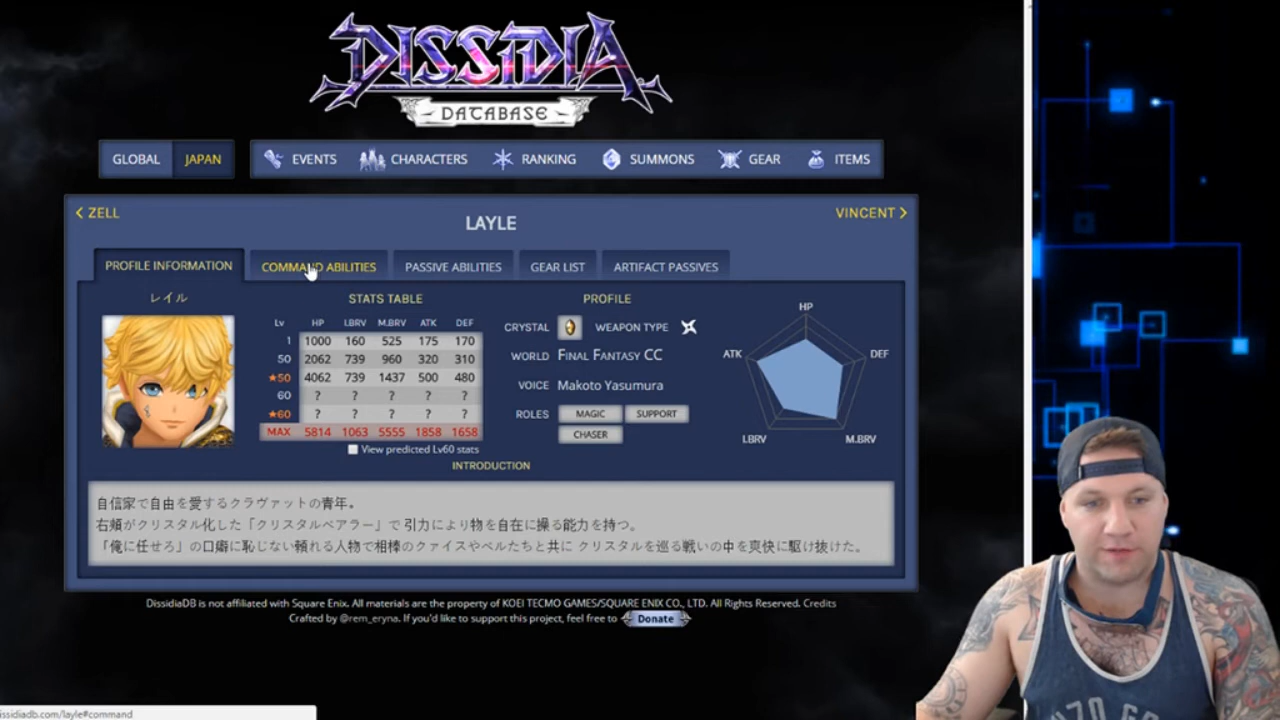 DISSIDIA
DATABASE
GLOBAL JAPAN EVENTS CHARACTERS RANKING SUMMONS GEAR ITEMS
< ZELL
LAYLE
VINCENT >
PROFILE INFORMATION COMMAND ABILITIES PASSIVE ABILITIES GEAR LIST ARTIFACT PASSIVES
レイル
STATS TABLE
Lv HP LBRV M.BRV ATK DEF
1 1000 160 525 175 170
50 2062 739 960 320 310
★50 4062 739 1437 500 480
60 ? ? ? ? ?
★60 ? ? ? ? ?
MAX 5814 1063 5555 1858 1658
View predicted Lv60 stats
PROFILE
CRYSTAL WEAPON TYPE
WORLD FINAL FANTASY CC
VOICE Makoto Yasumura
ROLES MAGIC SUPPORT
CHASER
HP
ATK DEF
LBRV M.BRV
INTRODUCTION
自信家で自由を愛するクラヴァットの青年。
右頬がクリスタル化した「クリスタルベアラー」で 引力により物を自在に操る能力を持つ。
「俺に任せろ」の口癖に恥じない頼れる人物で相棒のクァイスやベルたちと共に クリスタルを巡る戦いの中を爽快に駆け抜けた。
DissidiaDB is not affiliated with Square Enix. All materials are the property of KOEI TECMO GAMES/SQUARE ENIX CO., LTD. All Rights Reserved. Credits
Crafted by @rem_eryna. If you'd like to support this project, feel free to Donate
issidiadb.com/layle#command